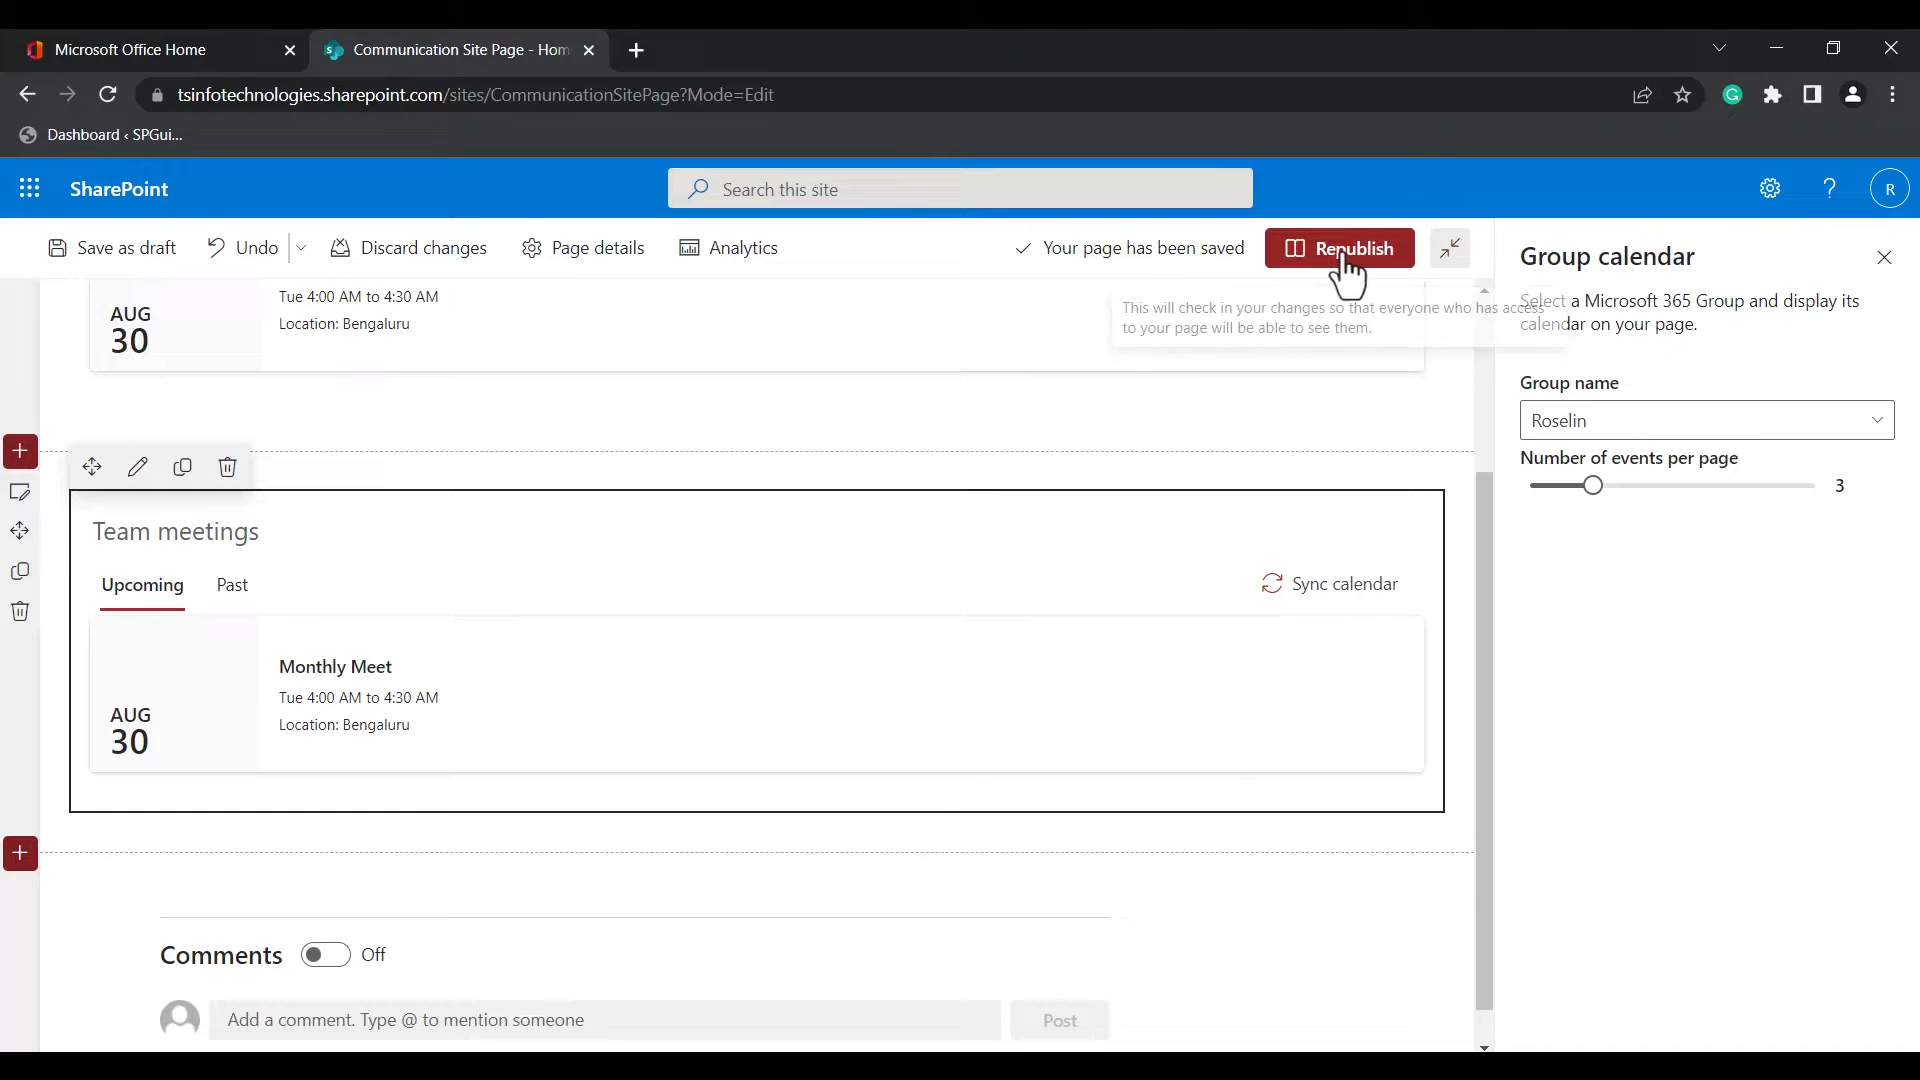 Microsoft Office Home
Communication Site Page - Hom
tsinfotechnologies.sharepoint.com/sites/CommunicationSitePage?Mode=Edit
Dashboard ‹ SPGui...
SharePoint
Search this site
R
Save as draft
Undo
Discard changes
Page details
Analytics
Your page has been saved
Republish
Group calendar
Select a Microsoft 365 Group and display its
calendar on your page.
This will check in your changes so that everyone who has access
to your page will be able to see them.
AUG
30
Tue 4:00 AM to 4:30 AM
Location: Bengaluru
Group name
Roselin
Number of events per page
3
Team meetings
Upcoming
Past
Sync calendar
AUG
30
Monthly Meet
Tue 4:00 AM to 4:30 AM
Location: Bengaluru
Comments
Off
Add a comment. Type @ to mention someone
Post